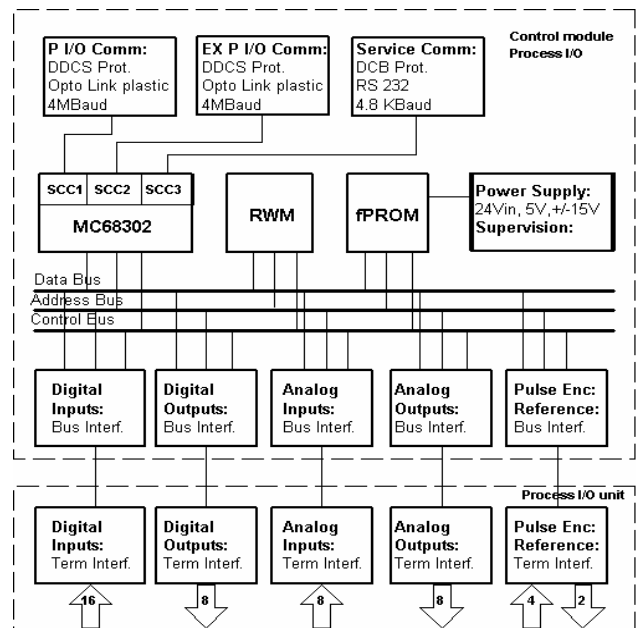 Control module
Process I/O
P I/O Comm:
DDCS Prot.
Opto Link plastic
4MBaud
EX P I/O Comm:
DDCS Prot.
Opto Link plastic
4MBaud
Service Comm:
DCB Prot.
RS 232
4.8 KBaud
SCC1 SCC2 SCC3
MC68302
RWM
fPROM
Power Supply:
24Vin, 5V,+/-15V
Supervision:
Data Bus
Address Bus
Control Bus
Digital
Inputs:
Bus Interf.
Digital
Outputs:
Bus Interf.
Analog
Inputs:
Bus Interf.
Analog
Outputs:
Bus Interf.
Pulse Enc:
Reference:
Bus Interf.
Process I/O unit
Digital
Inputs:
Term Interf.
Digital
Outputs:
Term Interf.
Analog
Inputs:
Term Interf.
Analog
Outputs:
Term Interf.
Pulse Enc:
Reference:
Term Interf.
16 8 8 8 4 2